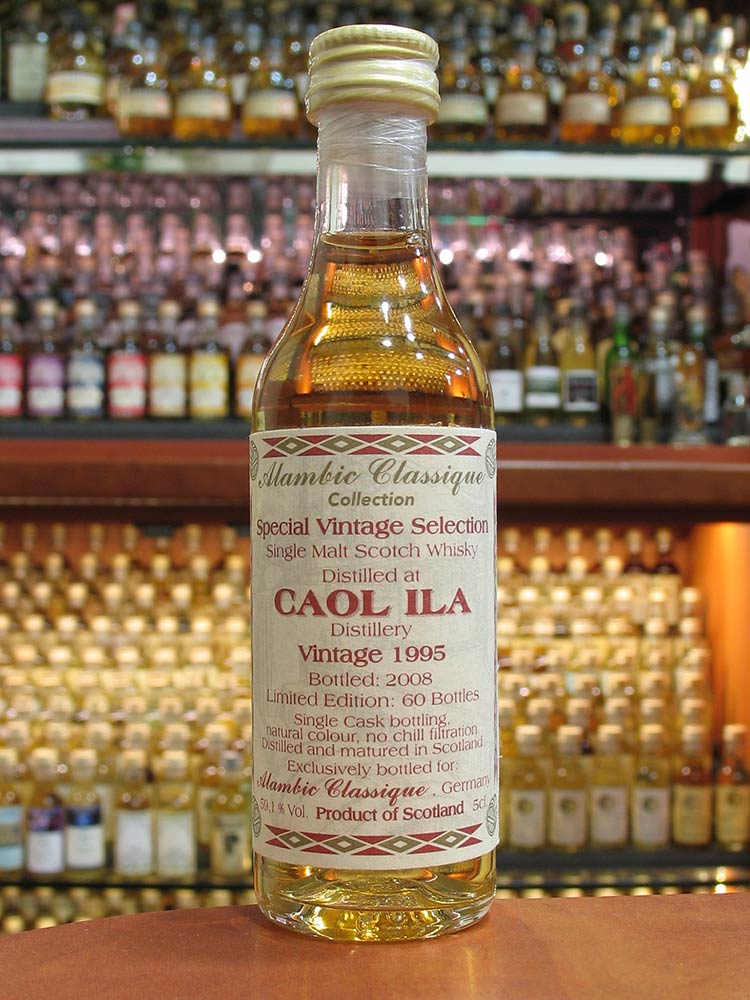 Alambic Classique
Collection
Special Vintage Selection
Single Malt Scotch Whisky
Distilled at
CAOL ILA
Distillery
Vintage 1995
Bottled: 2008
Limited Edition: 60 Bottles
Single Cask bottling,
natural colour, no chill filtration.
Distilled and matured in Scotland.
Exclusively bottled for:
Alambic Classique , Germany
59,1 % Vol. Product of Scotland 5cl